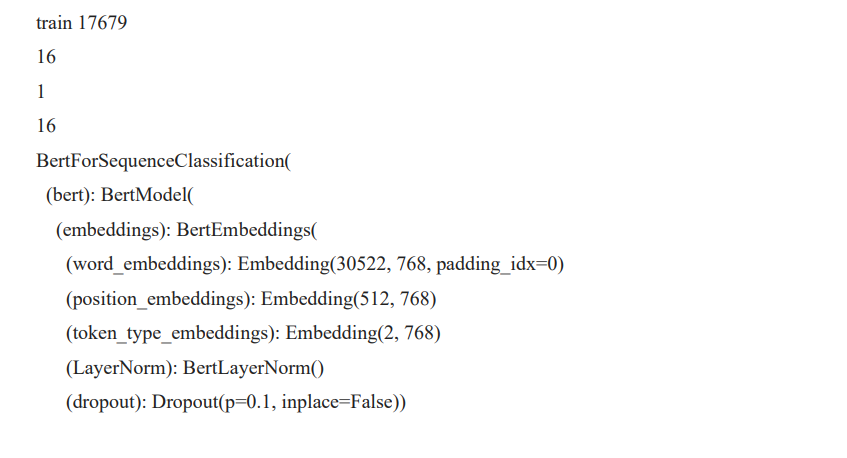 train 17679
16
1
16
BertForSequenceClassification(
(bert): BertModel(
(embeddings): BertEmbeddings(
(word_embeddings): Embedding(30522, 768, padding_idx=0)
(position_embeddings): Embedding(512, 768)
(token_type_embeddings): Embedding(2, 768)
(LayerNorm): BertLayerNorm()
(dropout): Dropout(p=0.1, inplace=False))